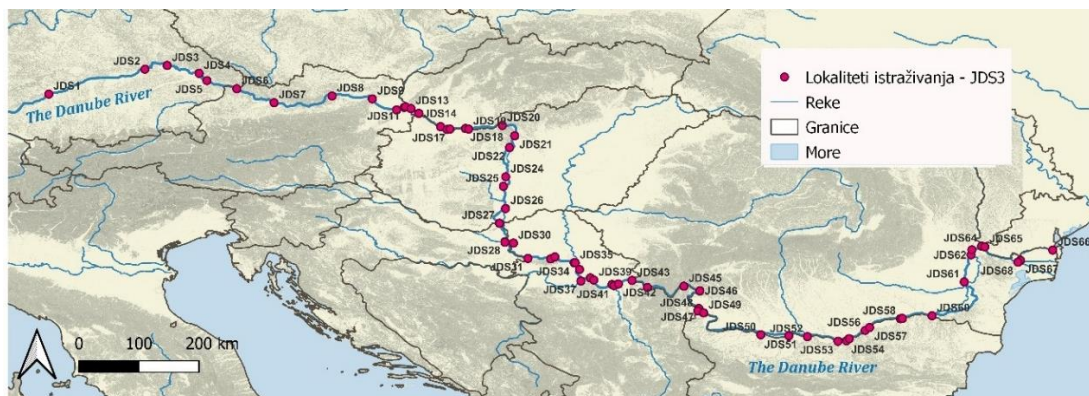 JDS1
JDS2
JDS3
JDS4
JDS5
JDS6
JDS7
JDS8
JDS9
JDS11
JDS13
JDS14
JDS17
JDS18
JDS20
JDS21
JDS22
JDS24
JDS25
JDS26
JDS27
JDS28
JDS30
JDS31
JDS34
JDS35
JDS37
JDS39
JDS41
JDS42
JDS43
JDS45
JDS46
JDS47
JDS48
JDS49
JDS50
JDS51
JDS52
JDS53
JDS54
JDS56
JDS57
JDS58
JDS60
JDS61
JDS62
JDS64
JDS65
JDS66
JDS67
JDS68
The Danube River
The Danube River
Lokaliteti istraživanja - JDS3
Reke
Granice
More
0 100 200 km